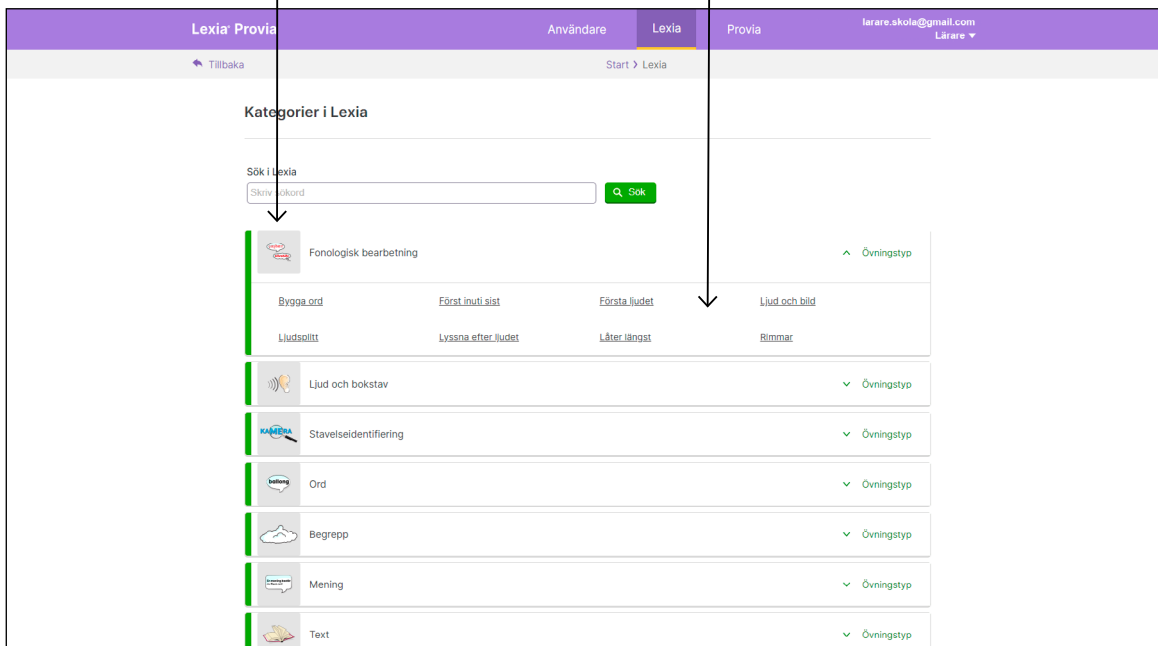 Lexia® Provia
Användare
Lexia
Provia
larare.skola@gmail.com
Lärare
Tillbaka
Start > Lexia
Kategorier i Lexia
Sök i Lexia
Skriv sökord
Sök
Fonologisk bearbetning
Övningstyp
Bygga ord
Först inuti sist
Första ljudet
Ljud och bild
Ljudsplitt
Lyssna efter ljudet
Låter längst
Rimmar
Ljud och bokstav
Övningstyp
KAMERA
Stavelseidentifiering
Övningstyp
ballong
Ord
Övningstyp
Begrepp
Övningstyp
Mening
Övningstyp
Text
Övningstyp